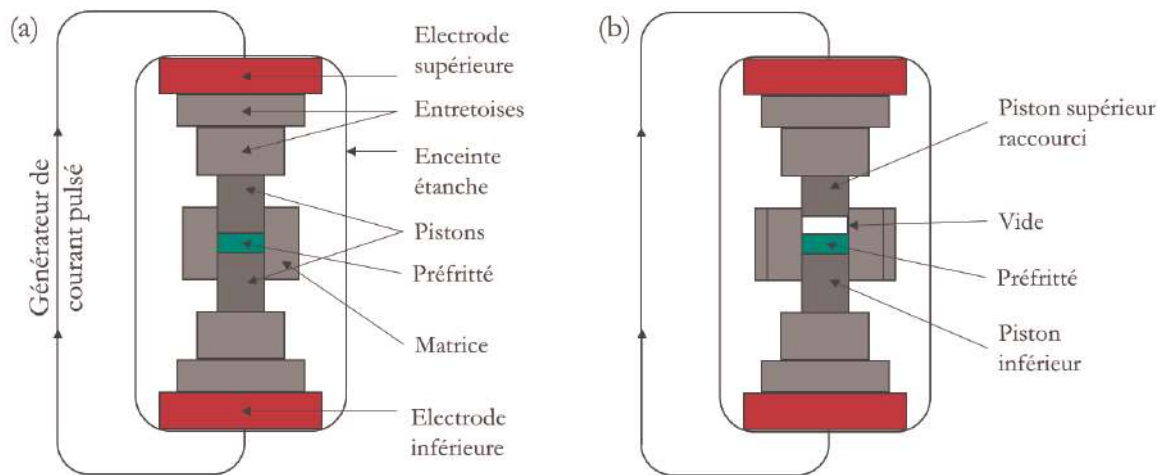 (a)
Générateur de
courant pulsé
Electrode
supérieure
Entretoises
Enceinte
étanche
Pistons
Préfritté
Matrice
Electrode
inférieure
(b)
Piston supérieur
raccourci
Vide
Préfritté
Piston
inférieur